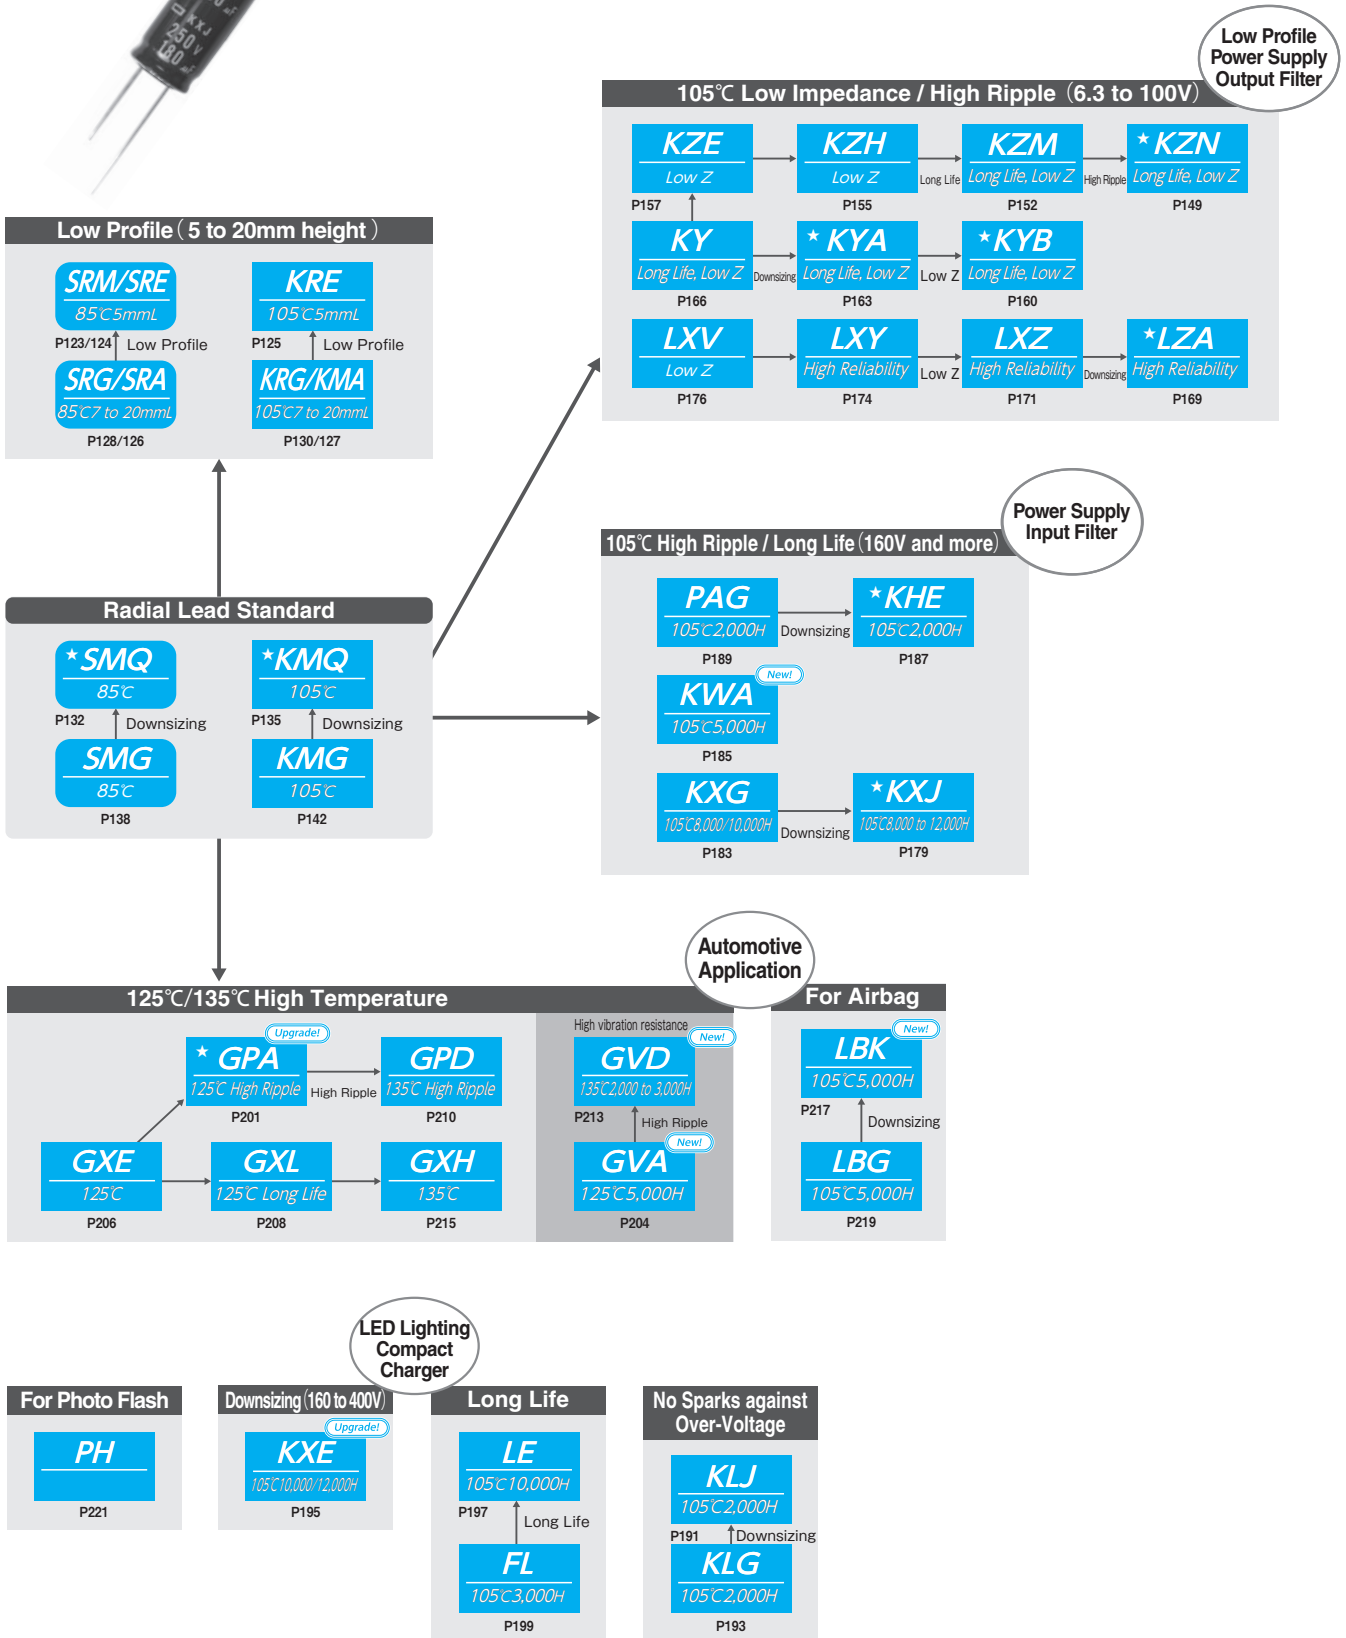 KXJ
250V
180
Low Profile
Power Supply
Output Filter
105℃ Low Impedance / High Ripple（6.3 to 100V）
KZE
Low Z
P157
KZH
Low Z
P155
Long Life
KZM
Long Life, Low Z
P152
High Ripple
★KZN
Long Life, Low Z
P149
KY
Long Life, Low Z
P166
Downsizing
★KYA
Long Life, Low Z
P163
Low Z
★KYB
Long Life, Low Z
P160
LXV
Low Z
P176
LXY
High Reliability
P174
Low Z
LXZ
High Reliability
P171
Downsizing
★LZA
High Reliability
P169
Low Profile（5 to 20mm height）
SRM/SRE
85℃5mmL
P123/124
Low Profile
SRG/SRA
85℃7 to 20mmL
P128/126
KRE
105℃5mmL
P125
Low Profile
KRG/KMA
105℃7 to 20mmL
P130/127
Power Supply
Input Filter
105℃ High Ripple / Long Life（160V and more）
PAG
105℃2,000H
P189
Downsizing
★KHE
105℃2,000H
P187
New!
KWA
105℃5,000H
P185
KXG
105℃8,000/10,000H
P183
Downsizing
★KXJ
105℃8,000 to 12,000H
P179
Radial Lead Standard
★SMQ
85℃
P132
Downsizing
SMG
85℃
P138
★KMQ
105℃
P135
Downsizing
KMG
105℃
P142
Automotive
Application
125℃/135℃ High Temperature
Upgrade!
★GPA
125℃ High Ripple
P201
High Ripple
GPD
135℃ High Ripple
P210
GXE
125℃
P206
GXL
125℃ Long Life
P208
GXH
135℃
P215
High vibration resistance
New!
GVD
135℃2,000 to 3,000H
P213
High Ripple
New!
GVA
125℃5,000H
P204
For Airbag
New!
LBK
105℃5,000H
P217
Downsizing
LBG
105℃5,000H
P219
LED Lighting
Compact
Charger
For Photo Flash
PH
P221
Downsizing（160 to 400V）
Upgrade!
KXE
105℃10,000/12,000H
P195
Long Life
LE
105℃10,000H
P197
Long Life
FL
105℃3,000H
P199
No Sparks against
Over-Voltage
KLJ
105℃2,000H
P191
Downsizing
KLG
105℃2,000H
P193